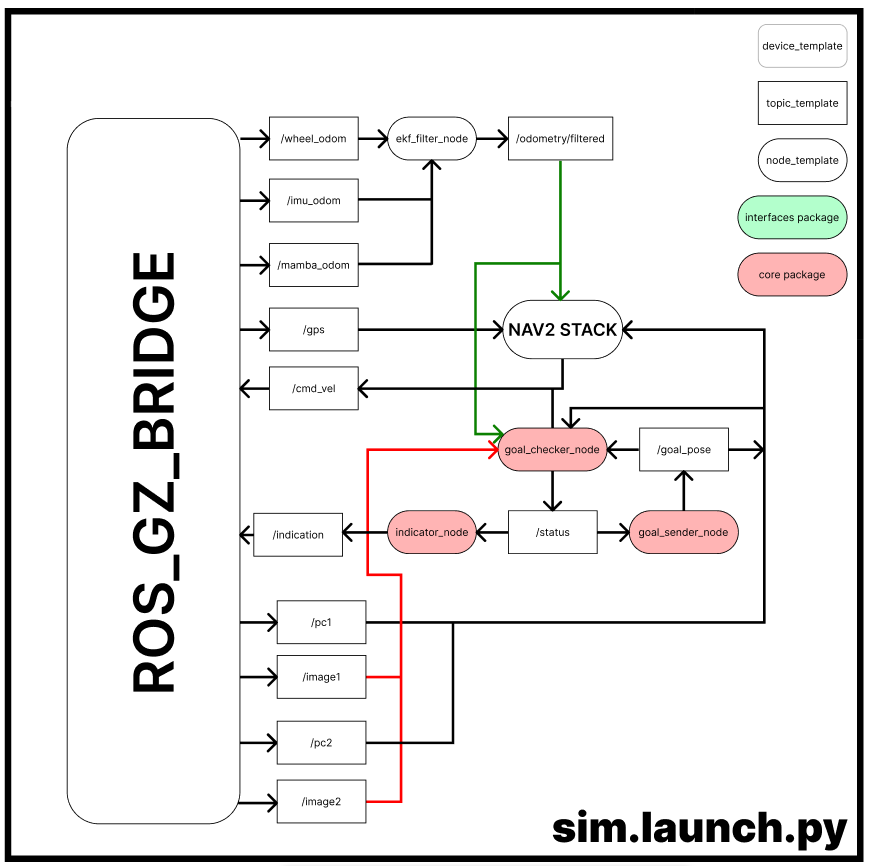 device_template
topic_template
node_template
interfaces package
core package
ROS_GZ_BRIDGE
/wheel_odom
ekf_filter_node
/odometry/filtered
/imu_odom
/mamba_odom
/gps
NAV2 STACK
/cmd_vel
goal_checker_node
/goal_pose
/indication
indicator_node
/status
goal_sender_node
/pc1
/image1
/pc2
/image2
sim.launch.py